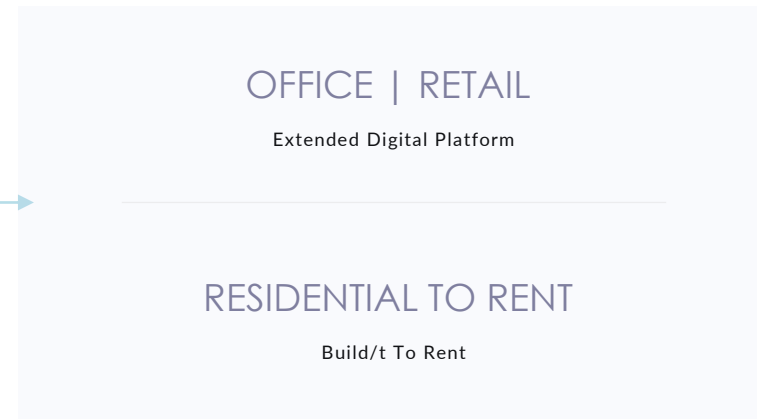 OFFICE | RETAIL
Extended Digital Platform
RESIDENTIAL TO RENT
Build/t To Rent